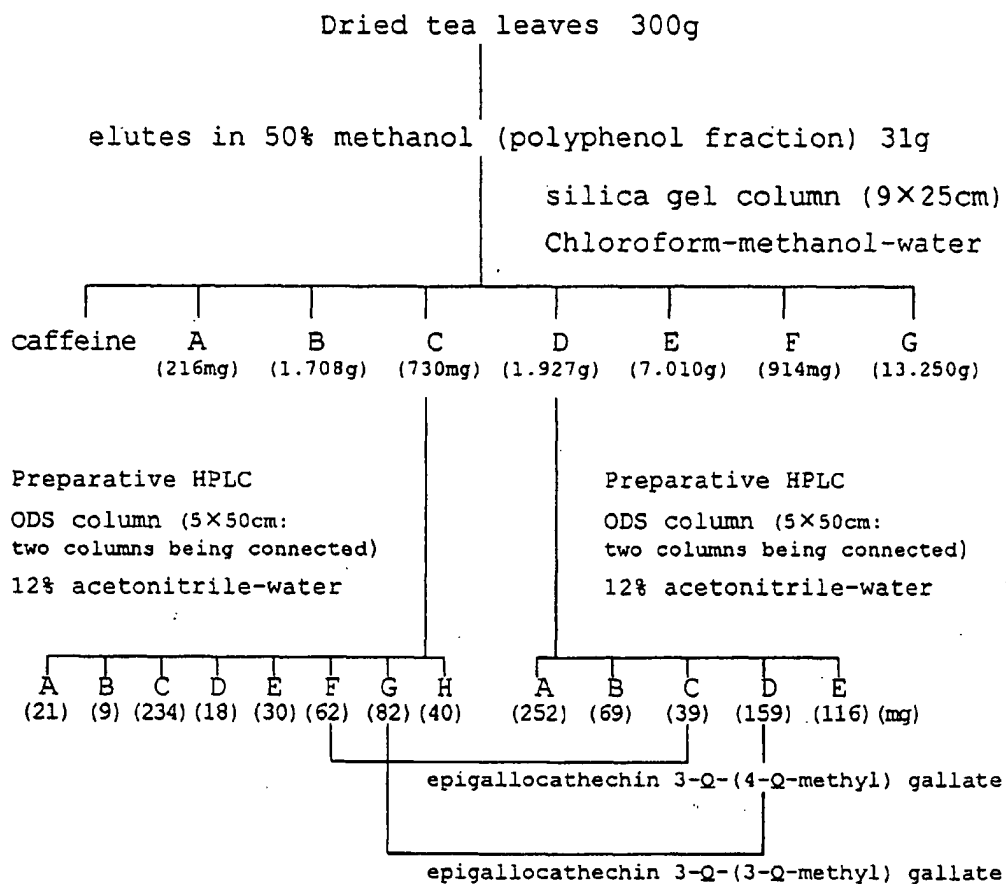 Dried tea leaves 300g
elutes in 50% methanol (polyphenol fraction) 31g
silica gel column (9×25cm)
Chloroform-methanol-water
caffeine A B C D E F G
(216mg) (1.708g) (730mg) (1.927g) (7.010g) (914mg) (13.250g)
Preparative HPLC
ODS column (5×50cm:
two columns being connected)
12% acetonitrile-water
Preparative HPLC
ODS column (5×50cm:
two columns being connected)
12% acetonitrile-water
A B C D E F G H
(21) (9) (234) (18) (30) (62) (82) (40)
A B C D E
(252) (69) (39) (159) (116) (mg)
epigallocathechin 3-O-(4-O-methyl) gallate
epigallocathechin 3-O-(3-O-methyl) gallate